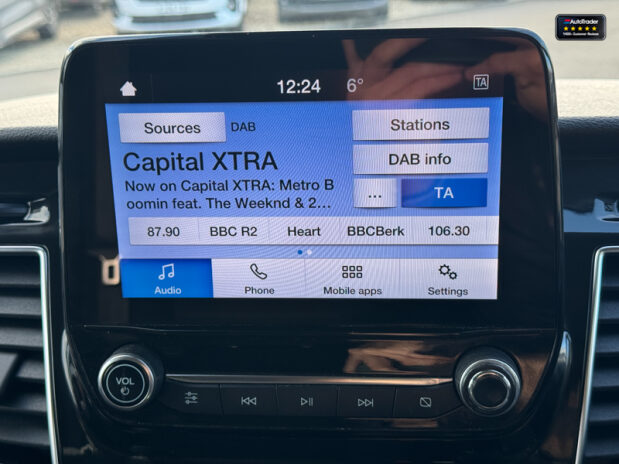 AutoTrader
12:24 6° TA
Sources DAB Stations
Capital XTRA DAB info
Now on Capital XTRA: Metro B
oomin feat. The Weeknd & 2...
... TA
87.90 BBC R2 Heart BBCBerk 106.30
Audio Phone Mobile apps Settings
VOL